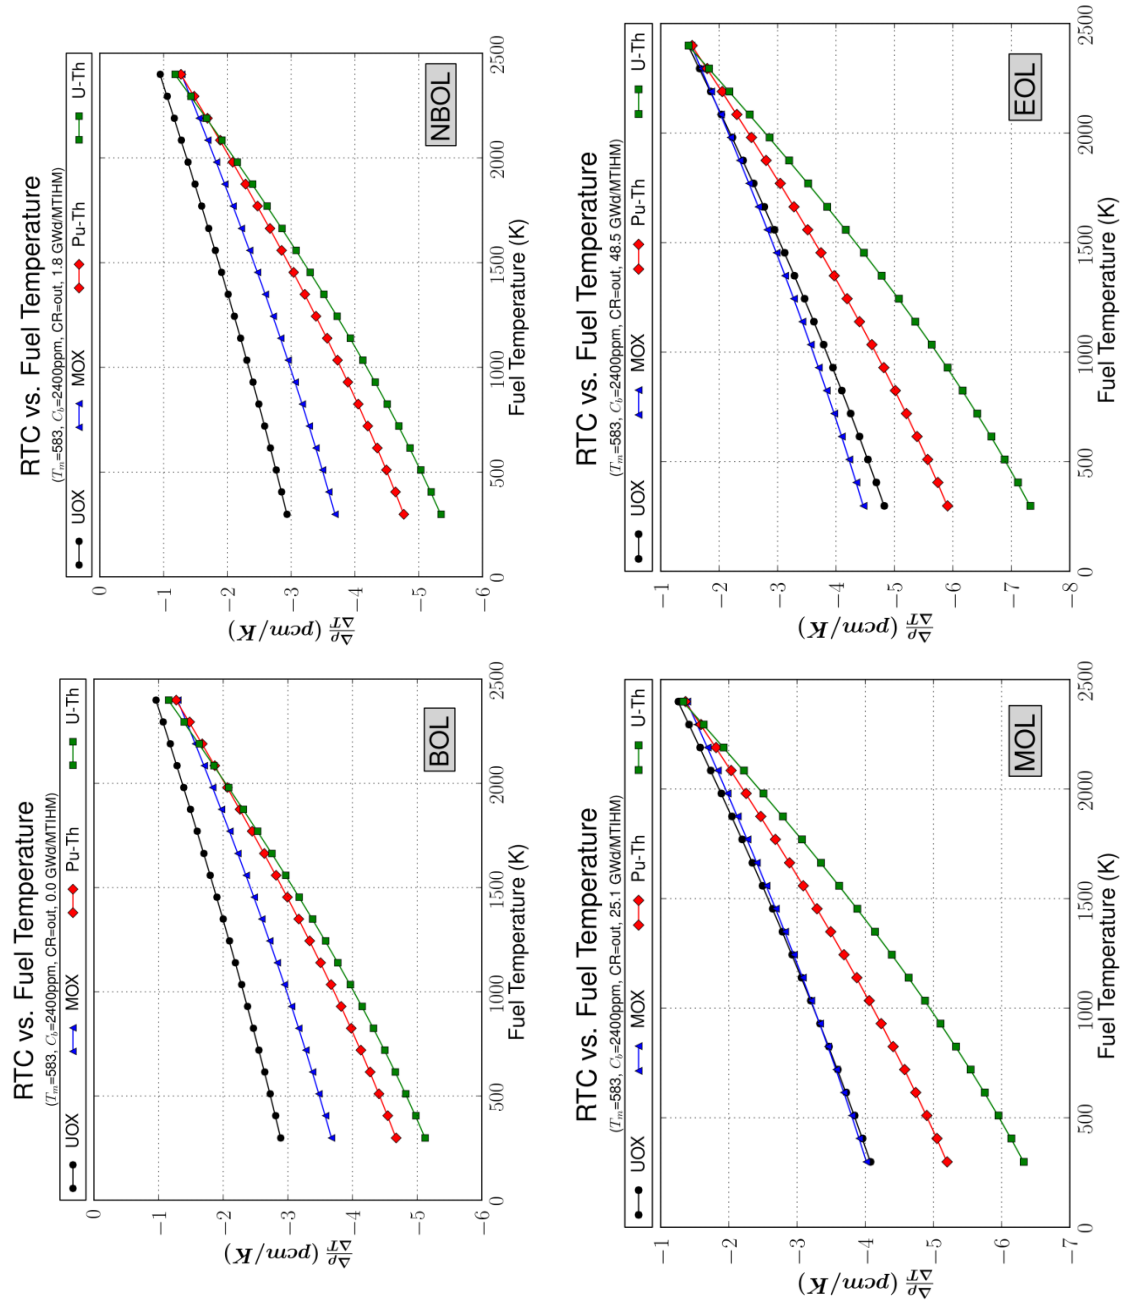 RTC vs. Fuel Temperature
(Tₘ=583, C_b=2400ppm, CR=out, 0.0 GWd/MTIHM)
UOX MOX Pu-Th U-Th
0
−1
−2
−3
−4
−5
−6
Δρ/ΔT (pcm/K)
BOL
0 500 1000 1500 2000 2500
Fuel Temperature (K)
RTC vs. Fuel Temperature
(Tₘ=583, C_b=2400ppm, CR=out, 1.8 GWd/MTIHM)
UOX MOX Pu-Th U-Th
0
−1
−2
−3
−4
−5
−6
Δρ/ΔT (pcm/K)
NBOL
0 500 1000 1500 2000 2500
Fuel Temperature (K)
RTC vs. Fuel Temperature
(Tₘ=583, C_b=2400ppm, CR=out, 25.1 GWd/MTIHM)
UOX MOX Pu-Th U-Th
−1
−2
−3
−4
−5
−6
−7
Δρ/ΔT (pcm/K)
MOL
0 500 1000 1500 2000 2500
Fuel Temperature (K)
RTC vs. Fuel Temperature
(Tₘ=583, C_b=2400ppm, CR=out, 48.5 GWd/MTIHM)
UOX MOX Pu-Th U-Th
−1
−2
−3
−4
−5
−6
−7
−8
Δρ/ΔT (pcm/K)
EOL
0 500 1000 1500 2000 2500
Fuel Temperature (K)